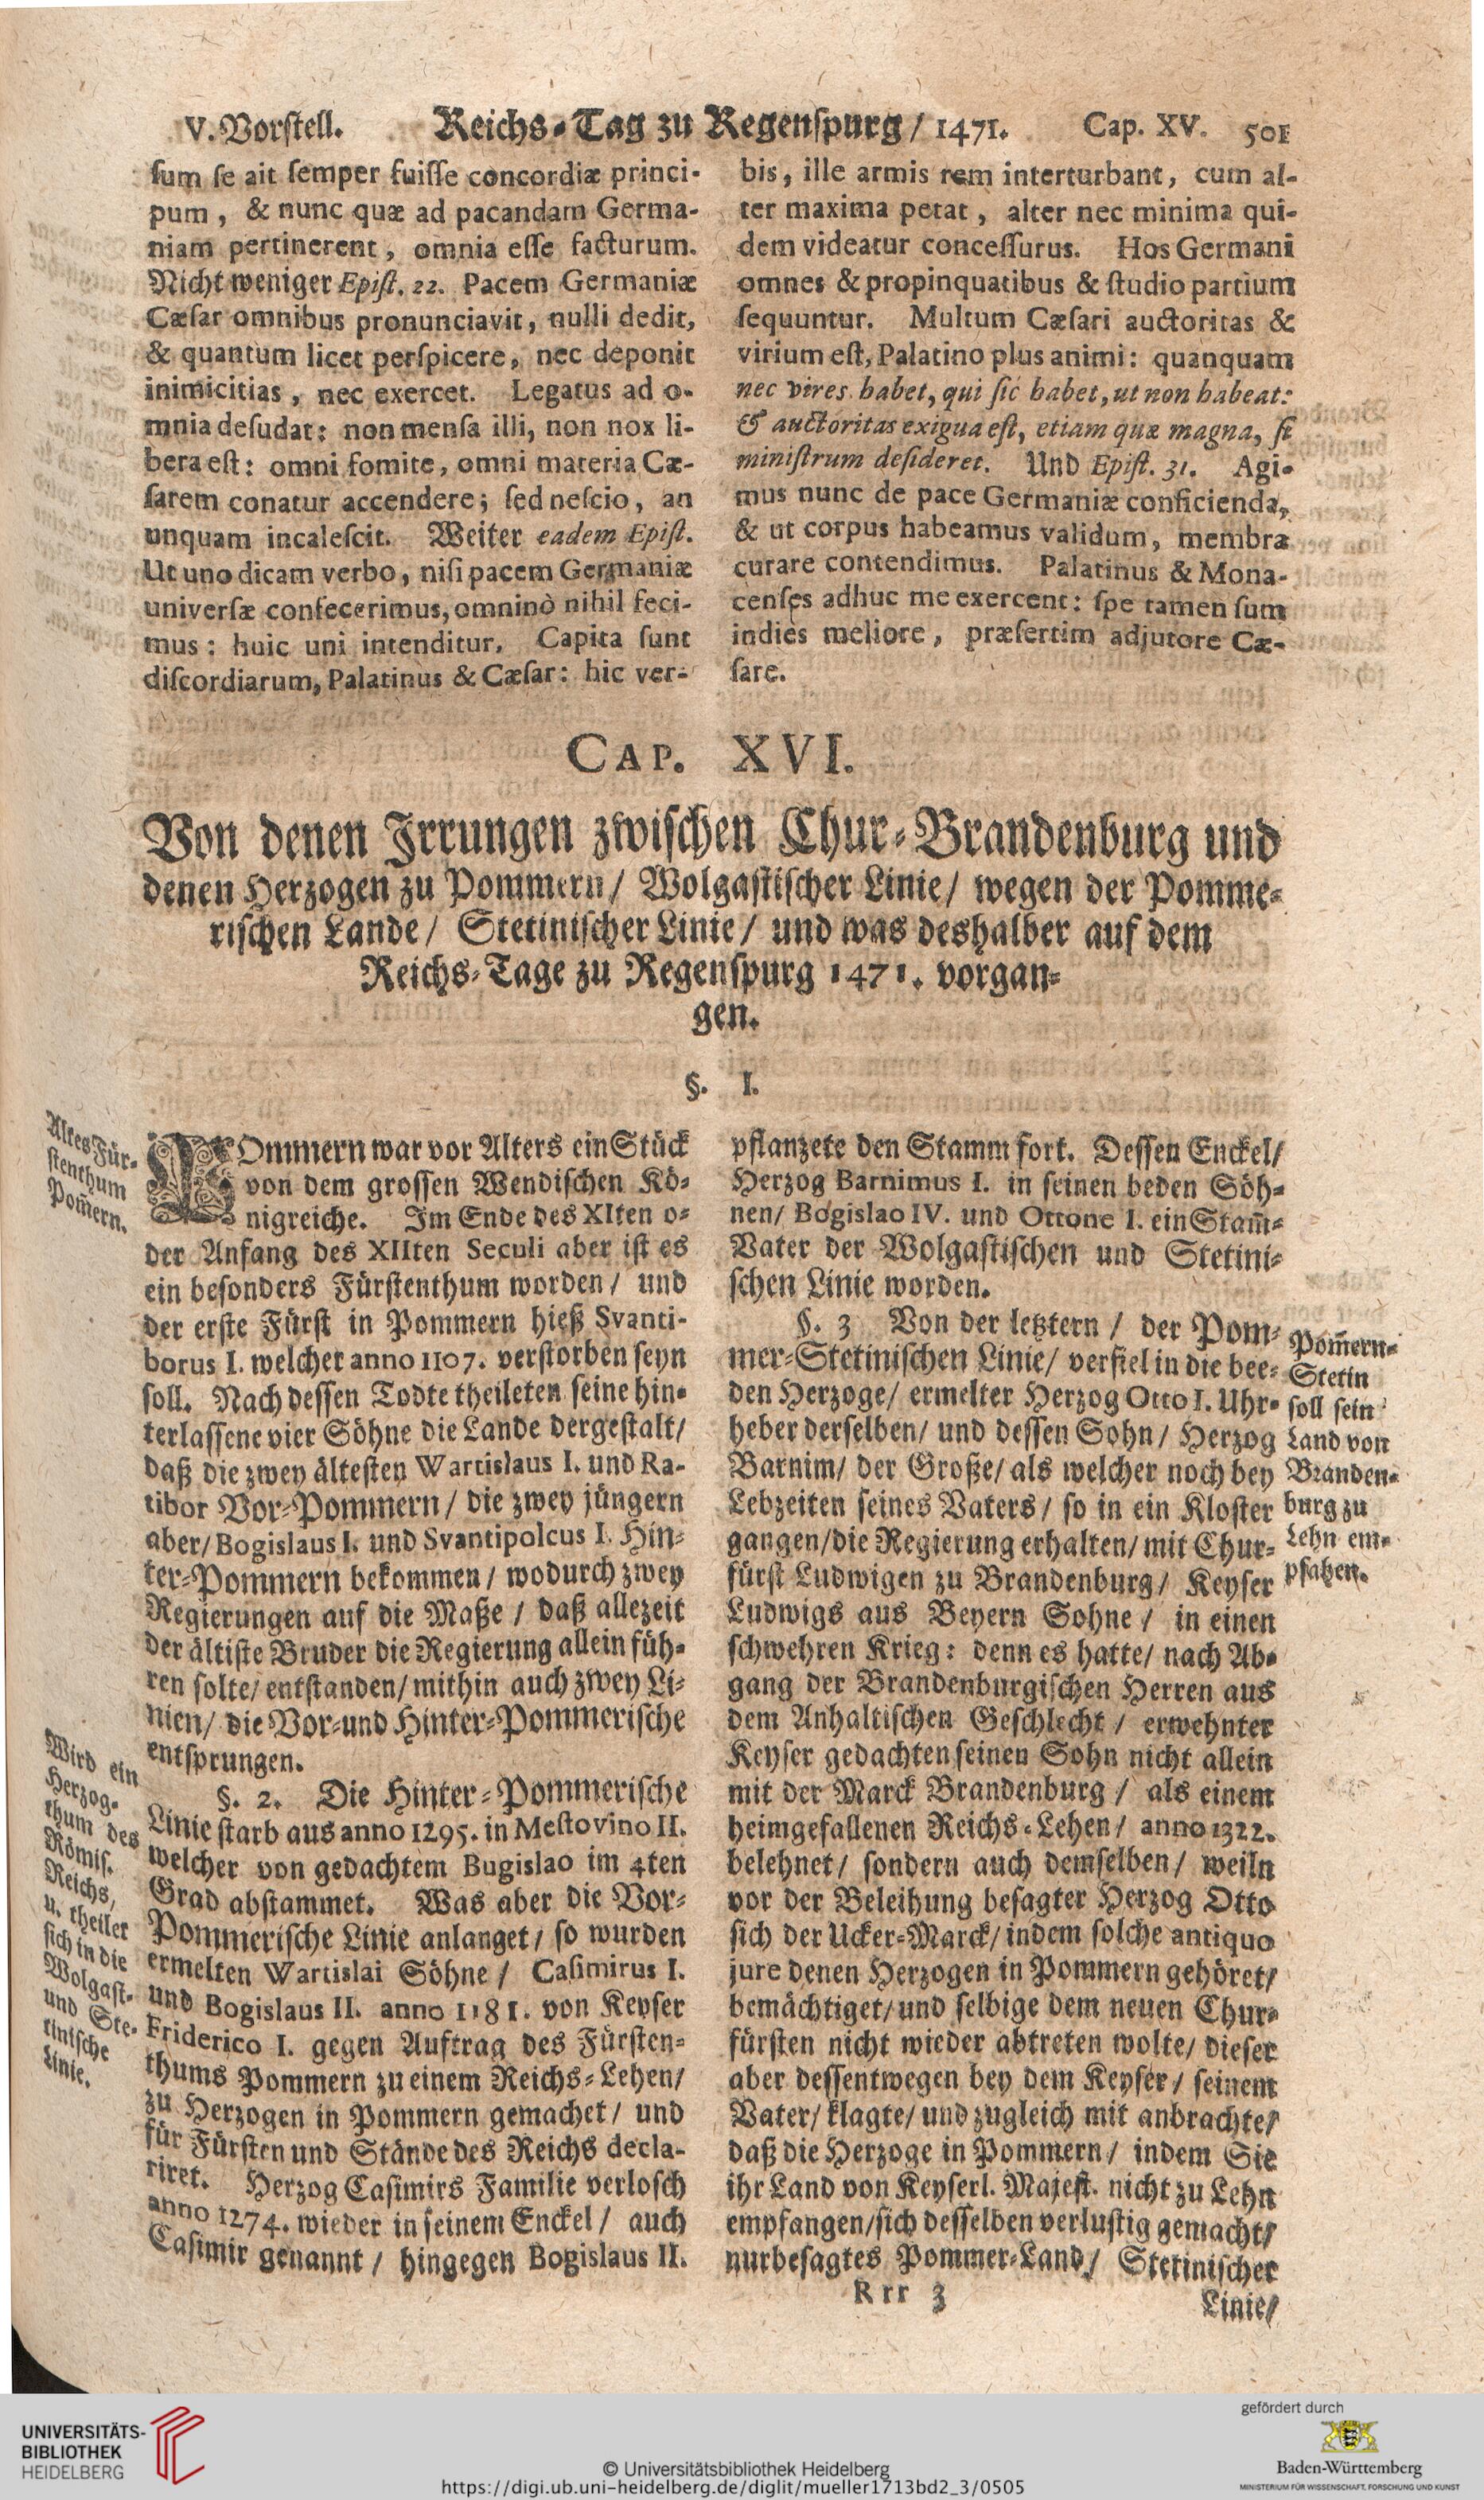 V. Vorstell. Reichs-Tag zu Regenspurg / 1471. Cap. XV. 501
sum se ait semper fuisse concordiæ princi-
pum, & nunc quæ ad pacandam Germa-
niam pertinerent, omnia esse facturum.
Nicht weniger Epist. 22. Pacem Germaniæ
Cæsar omnibus pronunciavit, nulli dedit,
& quantum licet perspicere, nec deponit
inimicitias, nec exercet. Legatus ad o-
mnia desudat: non mensa illi, non nox li-
bera est: omni fomite, omni materia Cæ-
sarem conatur accendere; sed nescio, an
unquam incalescit. Weiter eadem Epist.
Ut uno dicam verbo, nisi pacem Germaniæ
universæ confecerimus, omninò nihil feci-
mus: huic uni intenditur. Capita sunt
discordiarum, Palatinus & Cæsar: hic ver-
bis, ille armis rem interturbant, cum al-
ter maxima petat, alter nec minima qui-
dem videatur concessurus. Hos Germani
omnes & propinquatibus & studio partium
sequuntur. Multum Cæsari auctoritas &
virium est, Palatino plus animi: quanquam
nec vires habet, qui sic habet, ut non habeat:
& auctoritas exigua est, etiam quæ magna, si
ministrum desideret. Und Epist. 31. Agi-
mus nunc de pace Germaniæ conficienda,
& ut corpus habeamus validum, membra
curare contendimus. Palatinus & Mona-
censes adhuc me exercent: spe tamen sum
indies meliore, præsertim adjutore Cæ-
sare.
CAP. XVI.
Von denen Irrungen zwischen Chur-Brandenburg und
denen Herzogen zu Pommern / Wolgastischer Linie / wegen der Pomme-
rischen Lande / Stetinischer Linie / und was deshalber auf dem
Reichs-Tage zu Regenspurg 1471. vorgan-
gen.
§. I.
Altes Für-
stenthum
Pom̄ern.
POmmern war vor Alters ein Stück
von dem grossen Wendischen Kö-
nigreiche. Im Ende des XIten o-
der Anfang des XIIten Seculi aber ist es
ein besonders Fürstenthum worden / und
der erste Fürst in Pommern hieß Svanti-
borus I. welcher anno 1107. verstorben seyn
soll. Nach dessen Todte theileten seine hin-
terlassene vier Söhne die Lande dergestalt /
daß die zwey ältesten Wartislaus I. und Ra-
tibor Vor-Pommern / die zwey jüngern
aber / Bogislaus I. und Svantipolcus I. Hin-
ter-Pommern bekommen / wodurch zwey
Regierungen auf die Maße / daß allezeit
der ältiste Bruder die Regierung allein füh-
ren solte / entstanden / mithin auch zwey Li-
nien / die Vor-und Hinter-Pommerische
entsprungen.
Wird ein
Herzog-
thum des
Römis.
Reichs,
u. theilet
sich in die
Wolgast-
und Ste-
tinische
Linie.
§. 2. Die Hinter-Pommerische
Linie starb aus anno 1295. in Mestovino II.
welcher von gedachtem Bugislao im 4ten
Grad abstammet. Was aber die Vor-
Pommerische Linie anlanget / so wurden
ermelten Wartislai Söhne / Casimirus I.
und Bogislaus II. anno 1181. von Keyser
Friderico I. gegen Auftrag des Fürsten-
thums Pommern zu einem Reichs-Lehen /
zu Herzogen in Pommern gemachet / und
für Fürsten und Stände des Reichs decla-
riret. Herzog Casimirs Familie verlosch
anno 1274. wieder in seinem Enckel / auch
Casimir genannt / hingegen Bogislaus II.
pflanzete den Stamm fort. Dessen Enckel /
Herzog Barnimus I. in seinen beden Söh-
nen / Bogislao IV. und Ottone I. ein Stam̄-
Vater der Wolgastischen und Stetini-
schen Linie worden.
§. 3 Von der letztern / der Pom-
mer-Stetinischen Linie / verfiel in die bee-
den Herzoge / ermelter Herzog Otto I. Uhr-
heber derselben / und dessen Sohn / Herzog
Barnim / der Große / als welcher noch bey
Lebzeiten seines Vaters / so in ein Kloster
gangen / die Regierung erhalten / mit Chur-
fürst Ludwigen zu Brandenburg / Keyser
Ludwigs aus Beyern Sohne / in einen
schwehren Krieg: denn es hatte / nach Ab-
gang der Brandenburgischen Herren aus
dem Anhaltischen Geschlecht / erwehnter
Keyser gedachten seinen Sohn nicht allein
mit der Marck Brandenburg / als einem
heimgefallenen Reichs-Lehen / anno 1322.
belehnet / sondern auch demselben / weiln
vor der Beleihung besagter Herzog Otto
sich der Ucker-Marck / indem solche antiquo
jure denen Herzogen in Pommern gehöret /
bemächtiget / und selbige dem neuen Chur-
fürsten nicht wieder abtreten wolte / dieser
aber dessentwegen bey dem Keyser / seinem
Vater / klagte / und zugleich mit anbrachte /
daß die Herzoge in Pommern / indem Sie
ihr Land von Keyserl. Majest. nicht zu Lehn
empfangen / sich desselben verlustig gemacht /
nurbesagtes Pommer-Land / Stetinischer
Pom̄ern-
Stetin
soll sein
Land von
Branden-
burg zu
Lehn em-
pfahen.
Rrr 3
Linie /
UNIVERSITÄTS-
BIBLIOTHEK
HEIDELBERG
© Universitätsbibliothek Heidelberg
https://digi.ub.uni-heidelberg.de/diglit/mueller1713bd2_3/0505
gefördert durch
Baden-Württemberg
MINISTERIUM FÜR WISSENSCHAFT, FORSCHUNG UND KUNST